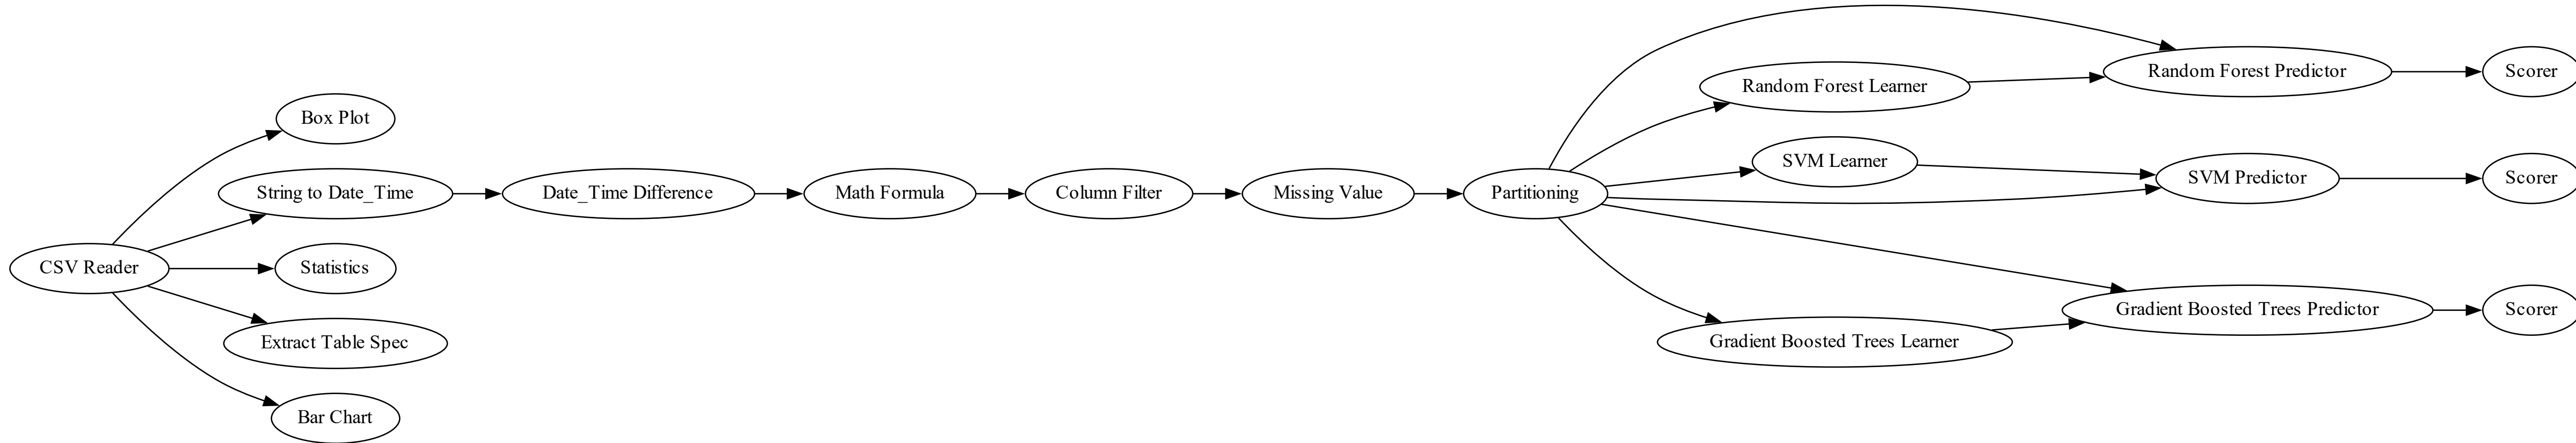 CSV Reader
Box Plot
String to Date_Time
Statistics
Extract Table Spec
Bar Chart
Date_Time Difference
Math Formula
Column Filter
Missing Value
Partitioning
Random Forest Learner
SVM Learner
Gradient Boosted Trees Learner
Random Forest Predictor
SVM Predictor
Gradient Boosted Trees Predictor
Scorer
Scorer
Scorer